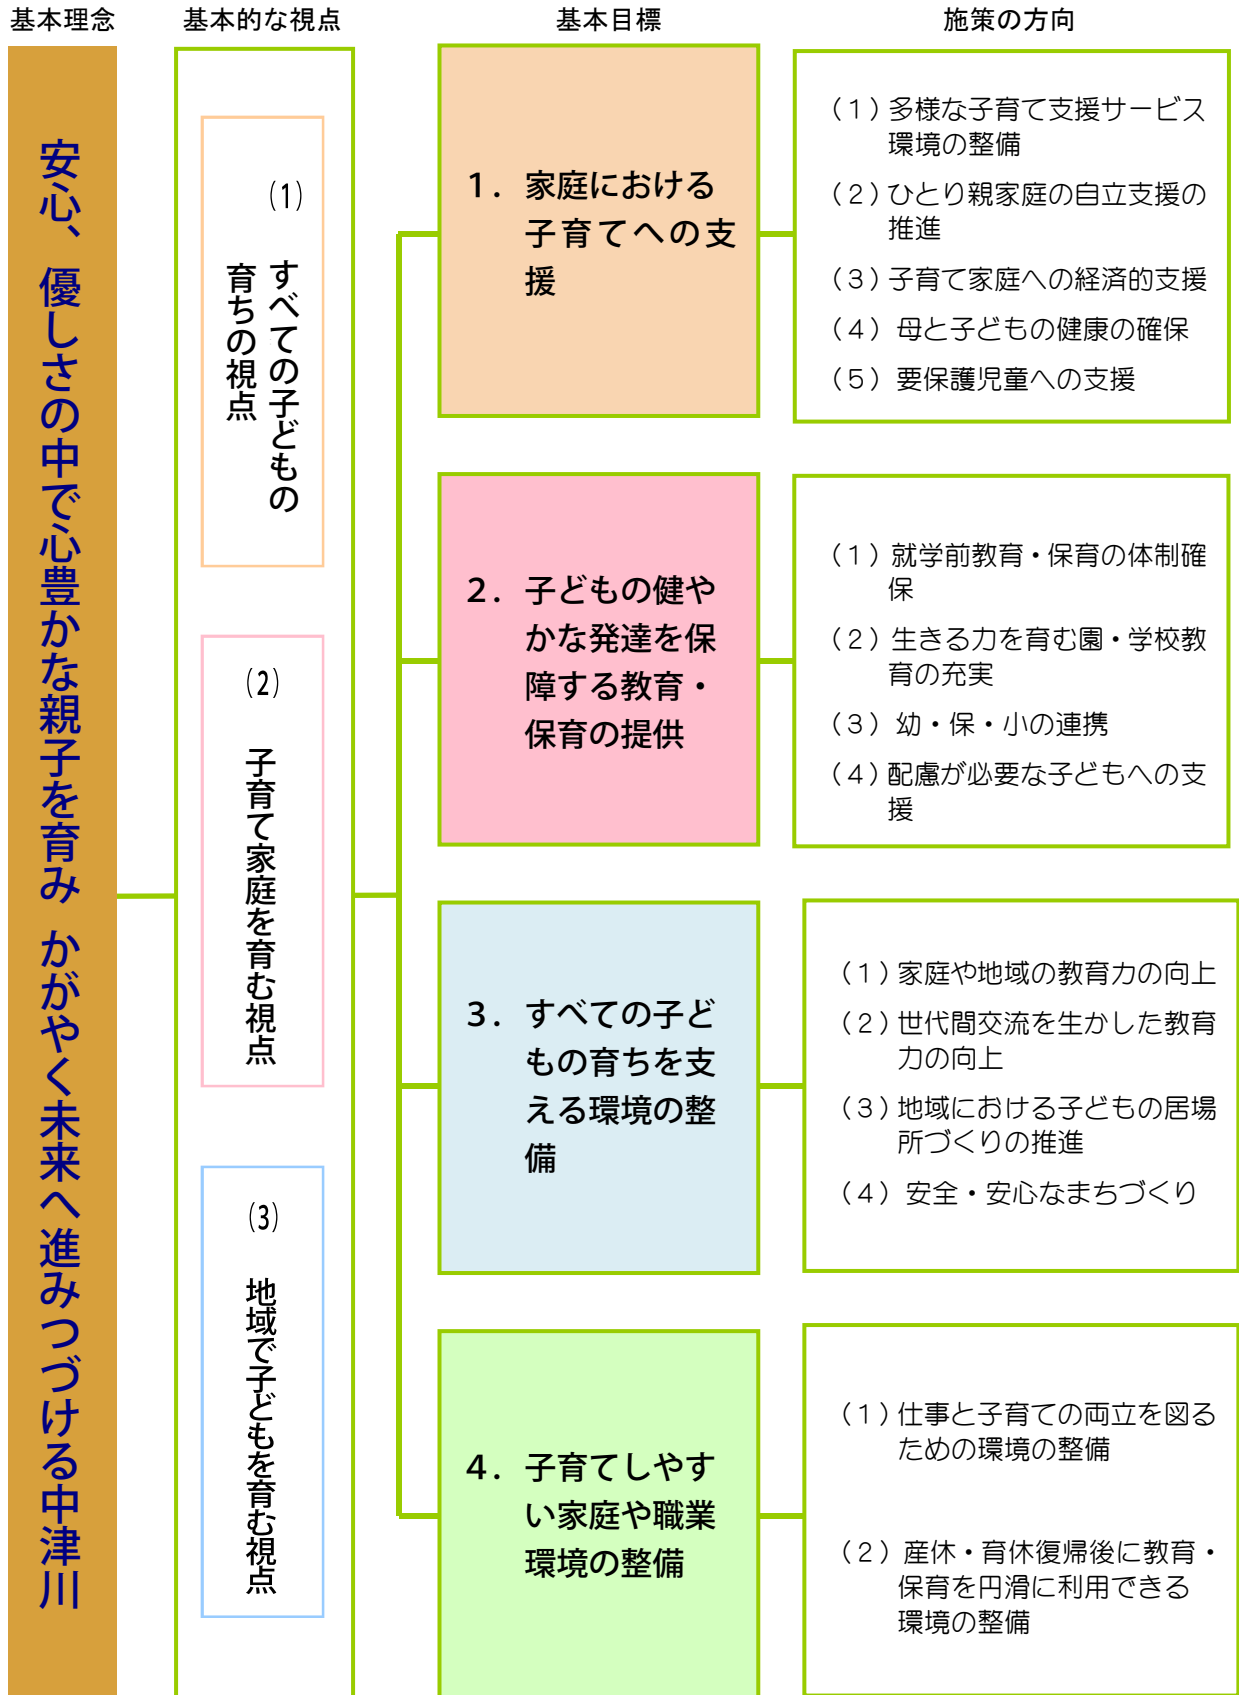 基本理念
基本的な視点
基本目標
施策の方向
安心、優しさの中で心豊かな親子を育み かがやく未来へ進みつづける中津川
(1)
すべての子どもの
育ちの視点
(2)
子育て家庭を育む視点
(3)
地域で子どもを育む視点
1．家庭における
子育てへの支
援
（1）多様な子育て支援サービス
環境の整備
（2）ひとり親家庭の自立支援の
推進
（3）子育て家庭への経済的支援
（4）母と子どもの健康の確保
（5）要保護児童への支援
2．子どもの健や
かな発達を保
障する教育・
保育の提供
（1）就学前教育・保育の体制確
保
（2）生きる力を育む園・学校教
育の充実
（3）幼・保・小の連携
（4）配慮が必要な子どもへの支
援
3．すべての子ど
もの育ちを支
える環境の整
備
（1）家庭や地域の教育力の向上
（2）世代間交流を生かした教育
力の向上
（3）地域における子どもの居場
所づくりの推進
（4）安全・安心なまちづくり
4．子育てしやす
い家庭や職業
環境の整備
（1）仕事と子育ての両立を図る
ための環境の整備
（2）産休・育休復帰後に教育・
保育を円滑に利用できる
環境の整備